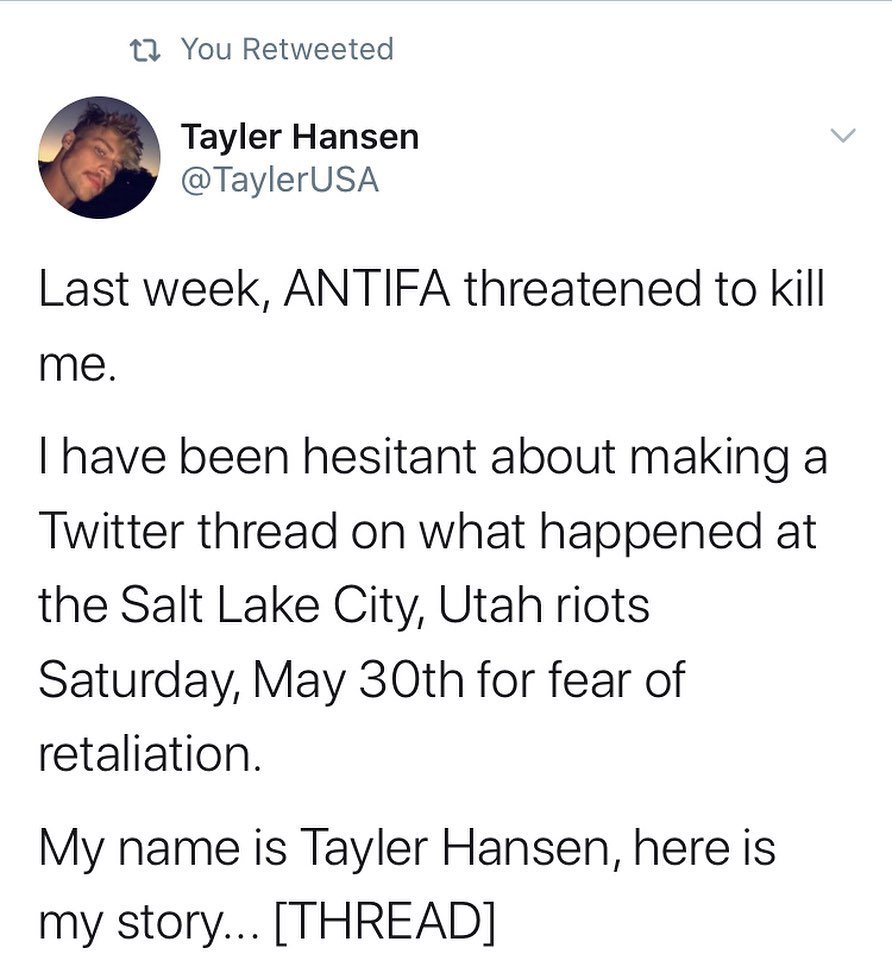 You Retweeted
Tayler Hansen
@TaylerUSA
Last week, ANTIFA threatened to kill
me.
I have been hesitant about making a
Twitter thread on what happened at
the Salt Lake City, Utah riots
Saturday, May 30th for fear of
retaliation.
My name is Tayler Hansen, here is
my story... [THREAD]